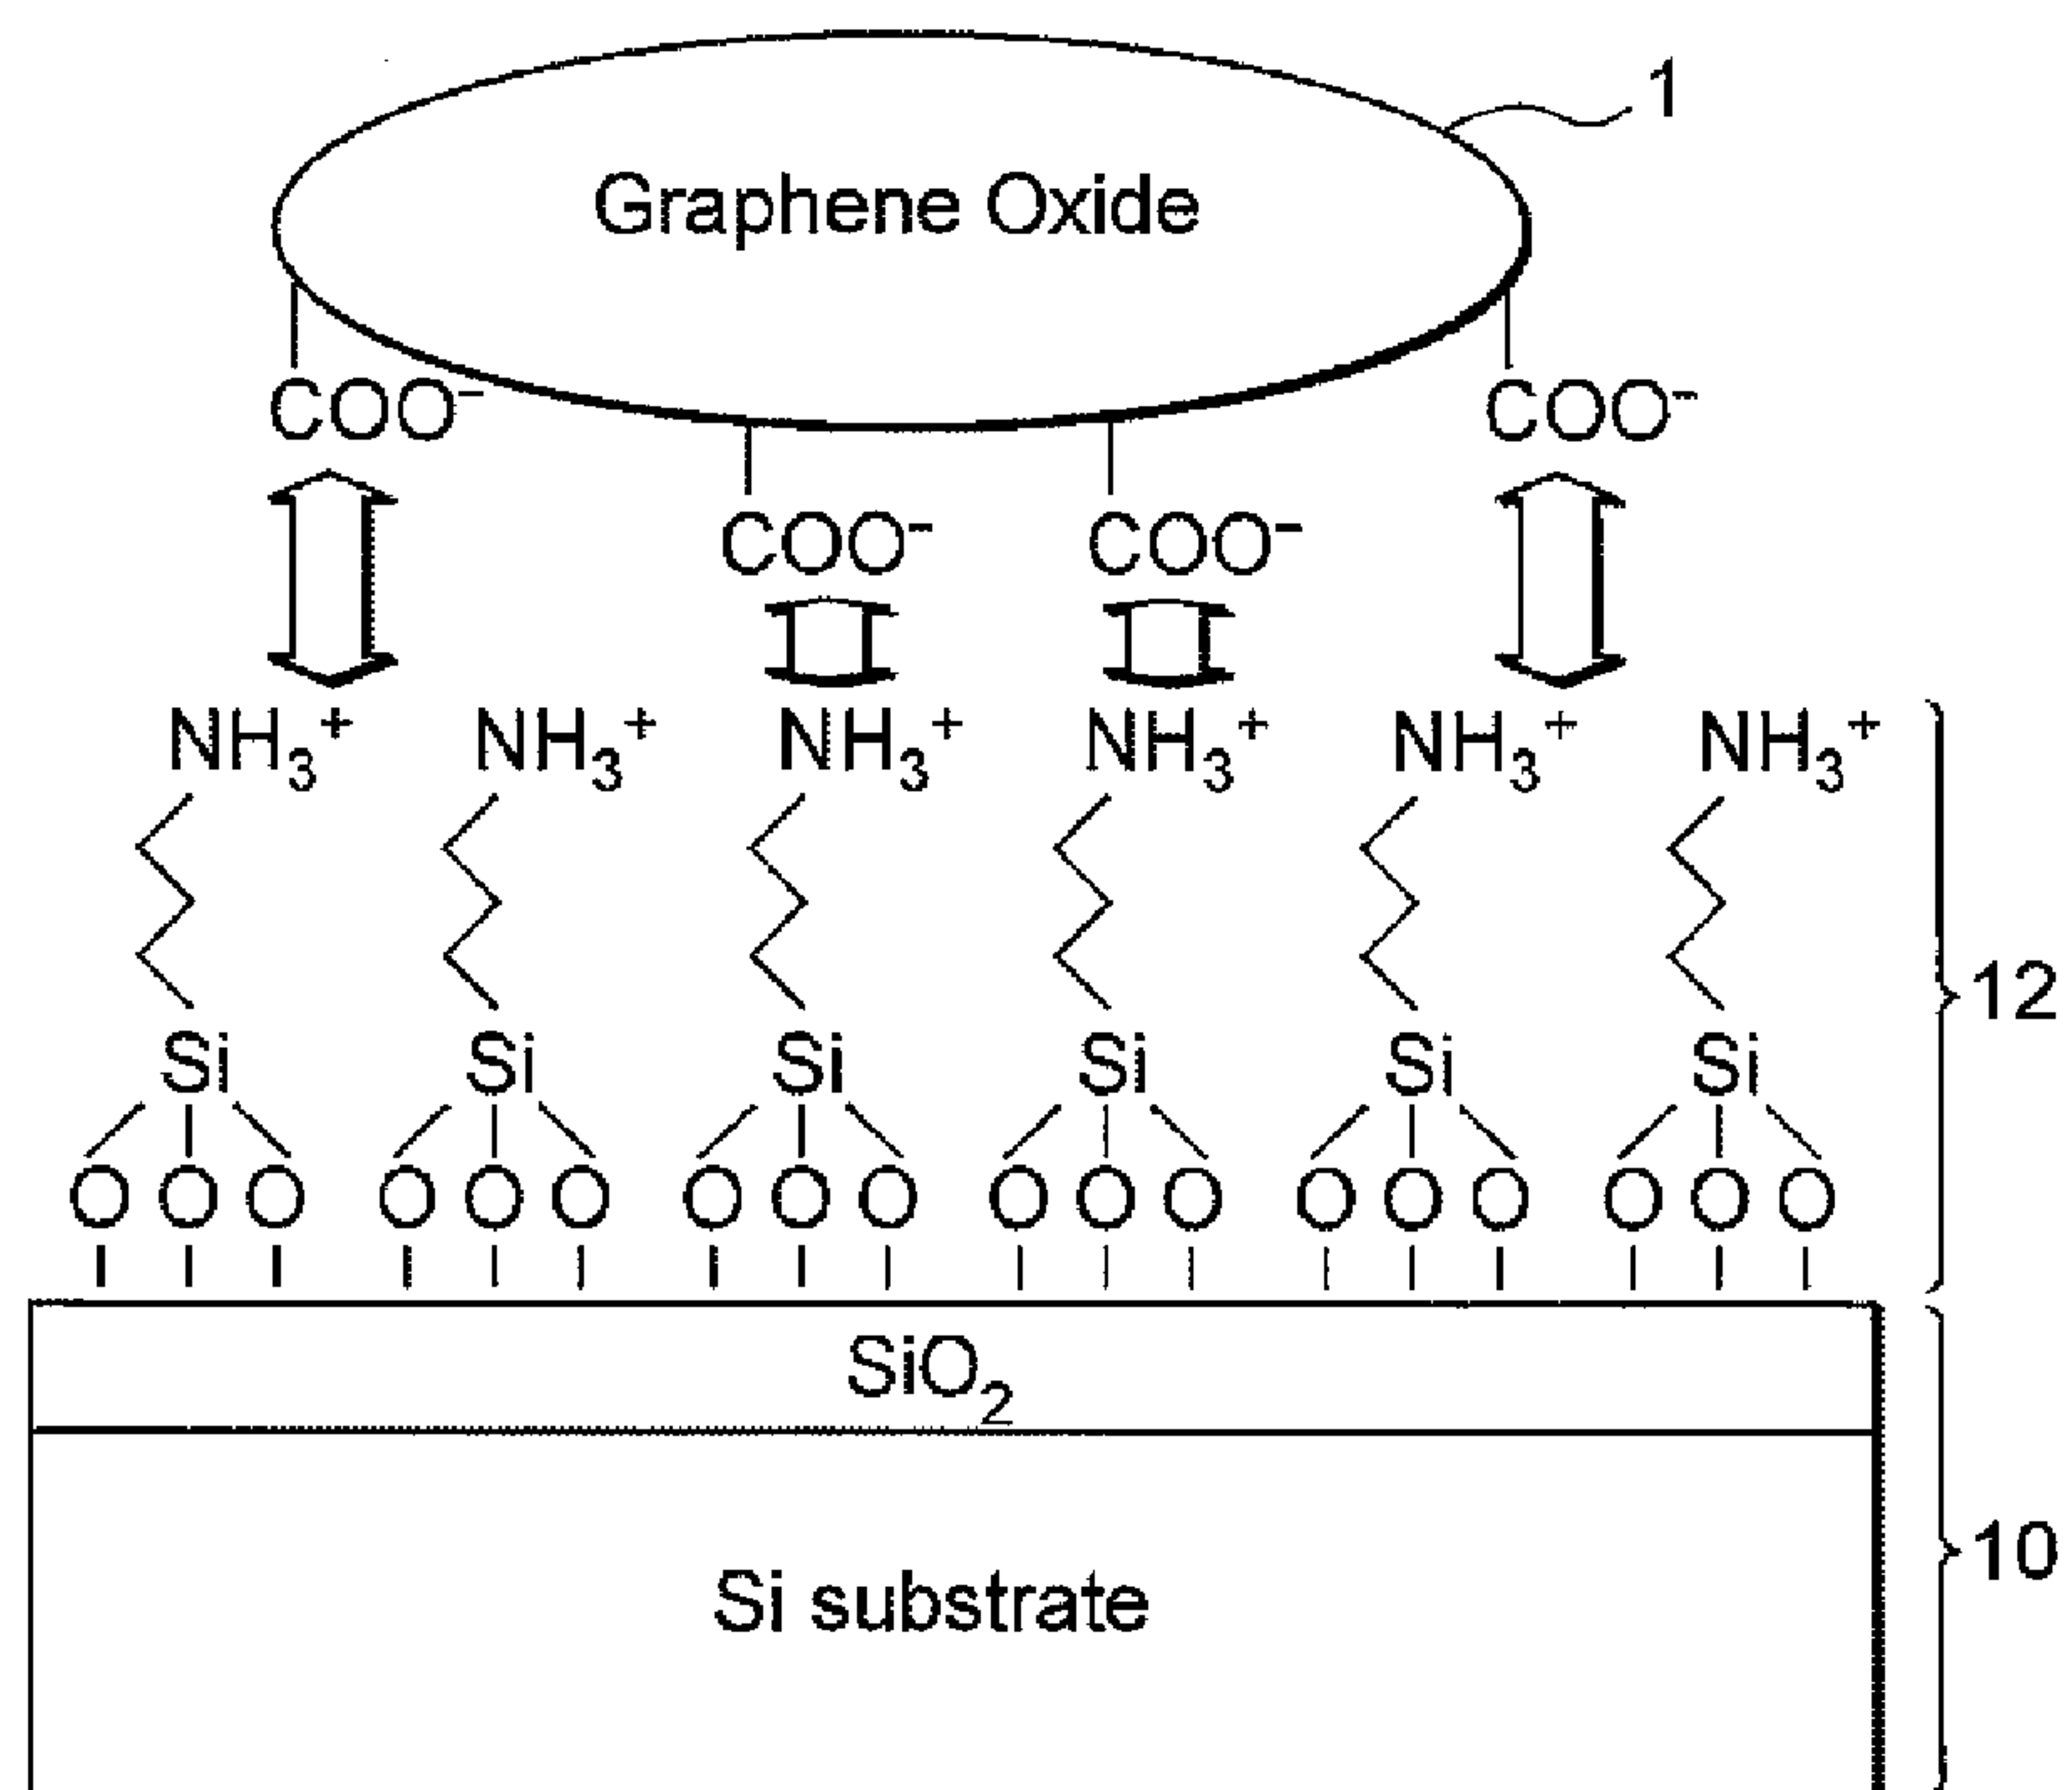 1
Graphene Oxide
COO⁻ COO⁻
COO⁻ COO⁻
NH₃⁺ NH₃⁺ NH₃⁺ NH₃⁺ NH₃⁺ NH₃⁺
12
Si Si Si Si Si Si
O O O O O O O O O O O O O O O O O O
SiO₂
10
Si substrate